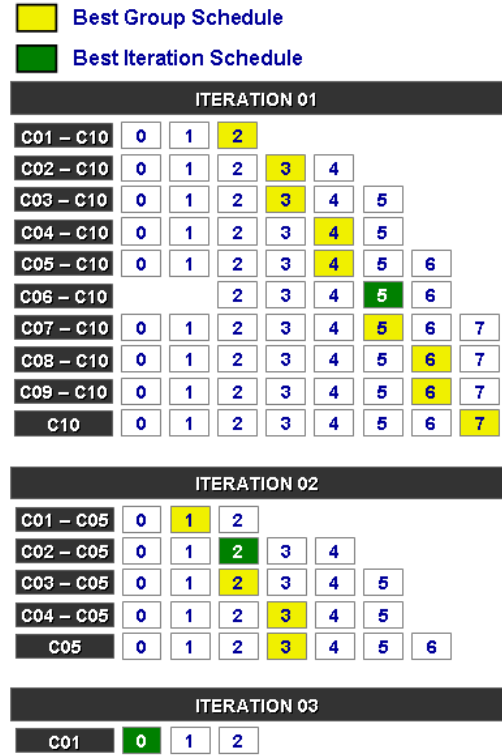 Best Group Schedule
Best Iteration Schedule
ITERATION 01
C01 – C10 0 1 2
C02 – C10 0 1 2 3 4
C03 – C10 0 1 2 3 4 5
C04 – C10 0 1 2 3 4 5
C05 – C10 0 1 2 3 4 5 6
C06 – C10 2 3 4 5 6
C07 – C10 0 1 2 3 4 5 6 7
C08 – C10 0 1 2 3 4 5 6 7
C09 – C10 0 1 2 3 4 5 6 7
C10 0 1 2 3 4 5 6 7
ITERATION 02
C01 – C05 0 1 2
C02 – C05 0 1 2 3 4
C03 – C05 0 1 2 3 4 5
C04 – C05 0 1 2 3 4 5
C05 0 1 2 3 4 5 6
ITERATION 03
C01 0 1 2